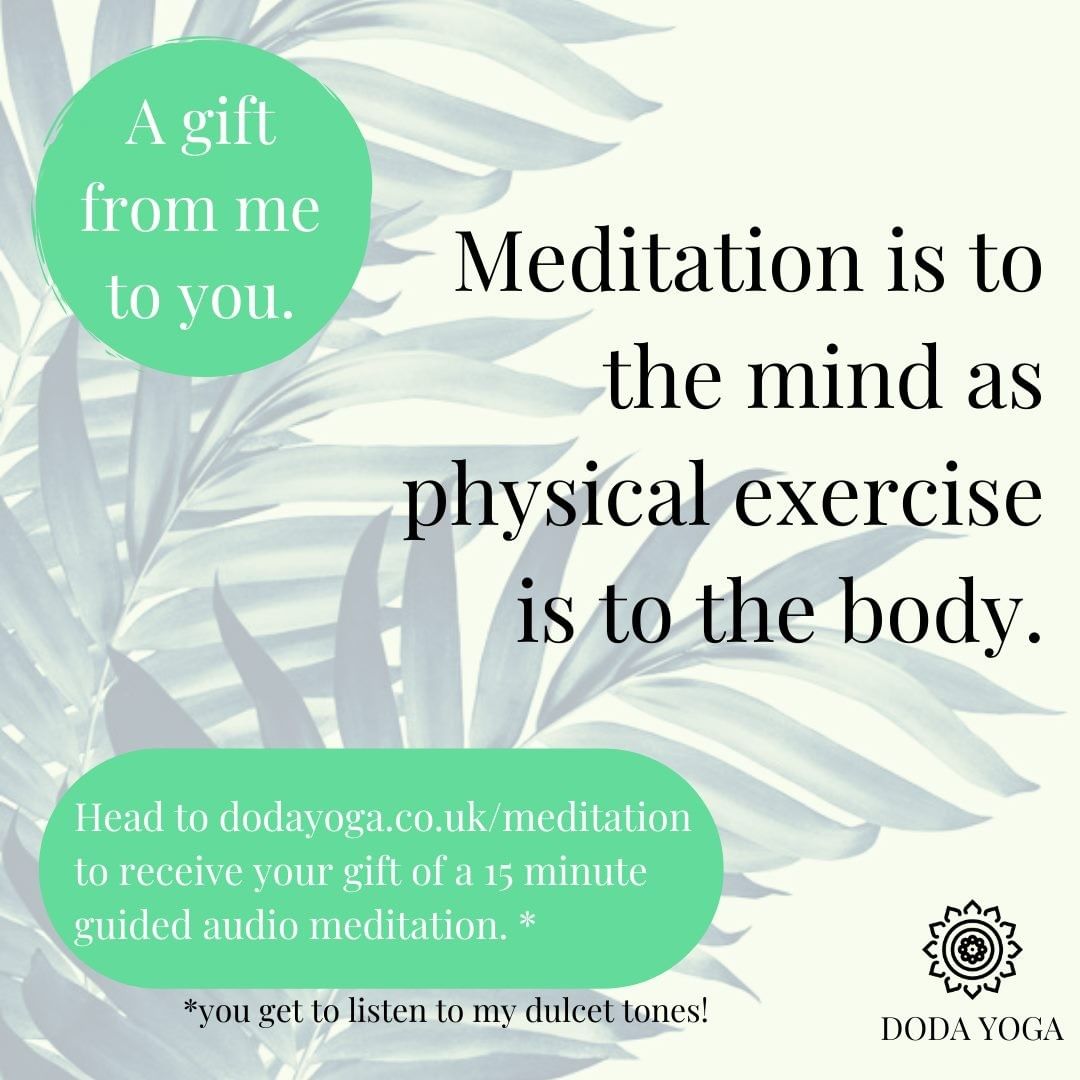 A gift
from me
to you.
Meditation is to
the mind as
physical exercise
is to the body.
Head to dodayoga.co.uk/meditation
to receive your gift of a 15 minute
guided audio meditation. *
*you get to listen to my dulcet tones!
DODA YOGA